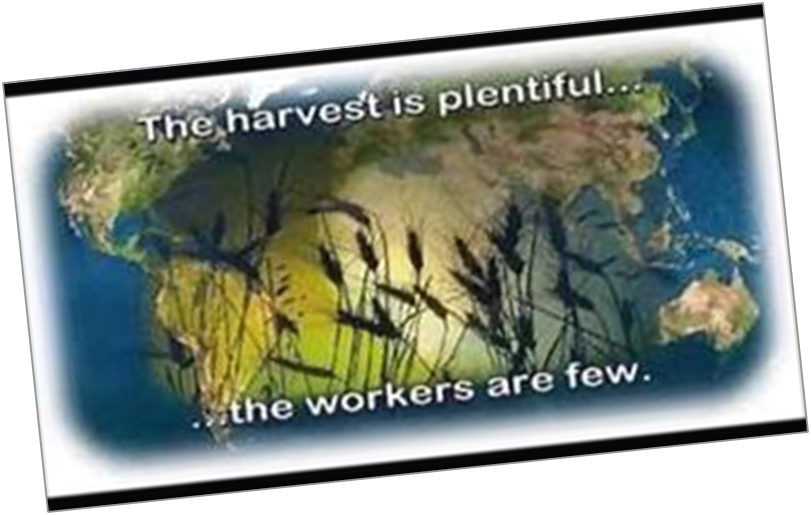 The harvest is plentiful...
...the workers are few.